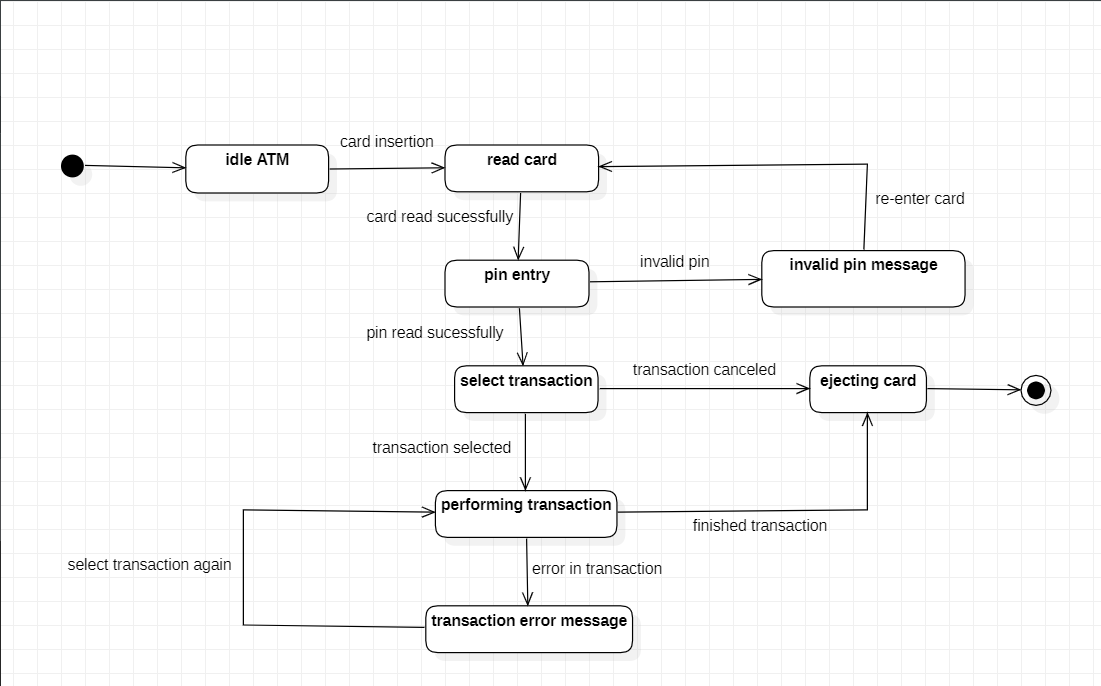 card insertion
idle ATM
read card
re-enter card
card read sucessfully
invalid pin
invalid pin message
pin entry
pin read sucessfully
transaction canceled
select transaction
ejecting card
transaction selected
performing transaction
finished transaction
select transaction again
error in transaction
transaction error message